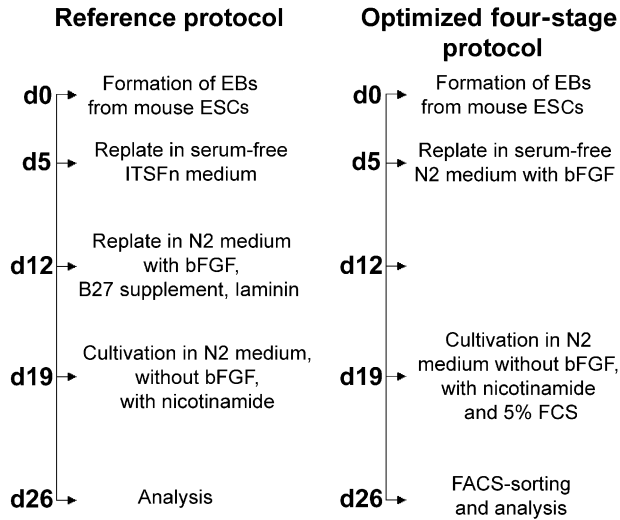 Reference protocol
d0
Formation of EBs
from mouse ESCs
d5
Replate in serum-free
ITSFn medium
d12
Replate in N2 medium
with bFGF,
B27 supplement, laminin
d19
Cultivation in N2 medium,
without bFGF,
with nicotinamide
d26
Analysis
Optimized four-stage
protocol
d0
Formation of EBs
from mouse ESCs
d5
Replate in serum-free
N2 medium with bFGF
d12
d19
Cultivation in N2
medium without bFGF,
with nicotinamide
and 5% FCS
d26
FACS-sorting
and analysis